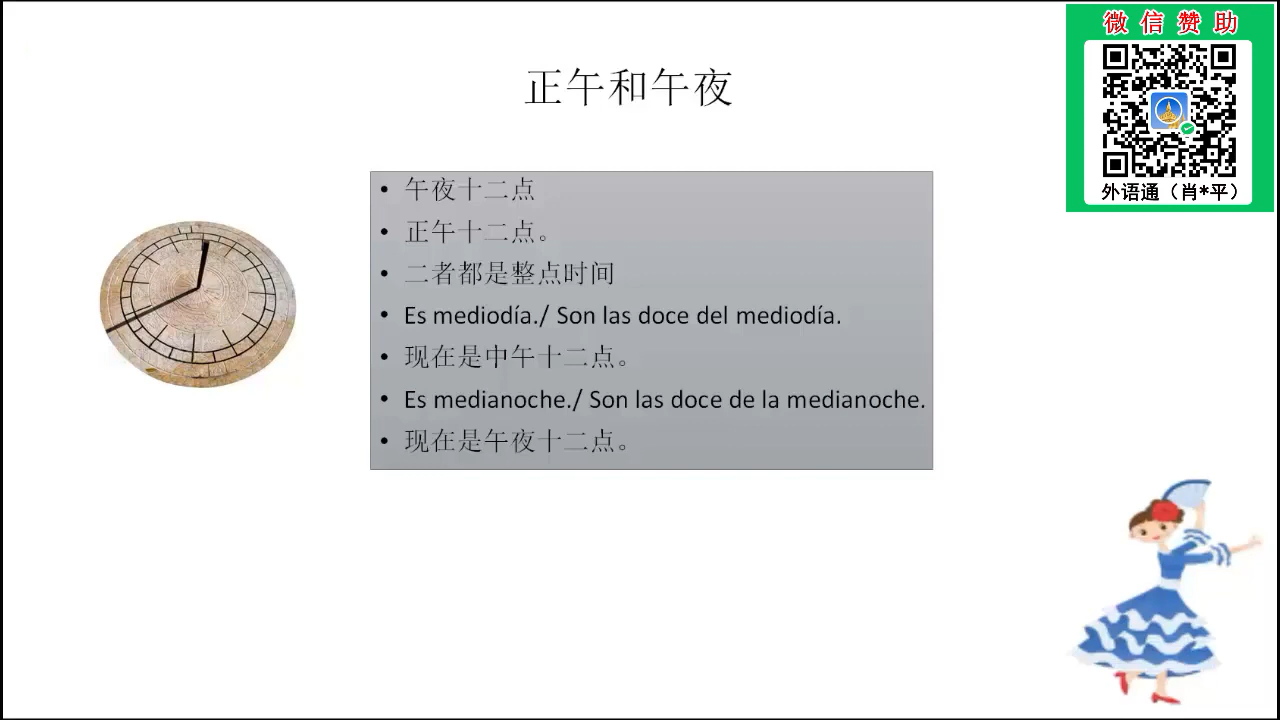 微信赞助
外语通（肖*平）
正午和午夜
• 午夜十二点
• 正午十二点。
• 二者都是整点时间
• Es mediodía./ Son las doce del mediodía.
• 现在是中午十二点。
• Es medianoche./ Son las doce de la medianoche.
• 现在是午夜十二点。